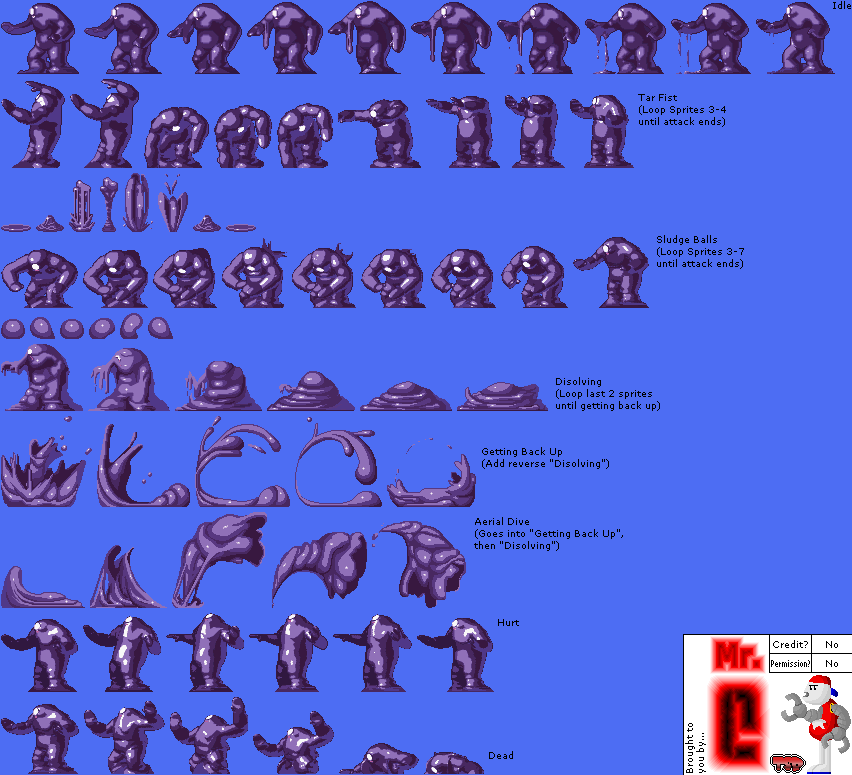 Idle
Tar Fist
(Loop Sprites 3-4
until attack ends)
Sludge Balls
(Loop Sprites 3-7
until attack ends)
Disolving
(Loop last 2 sprites
until getting back up)
Getting Back Up
(Add reverse "Disolving")
Aerial Dive
(Goes into "Getting Back Up",
then "Disolving")
Hurt
Dead
Brought to
you by...
Mr.
C
Credit? No
Permission? No